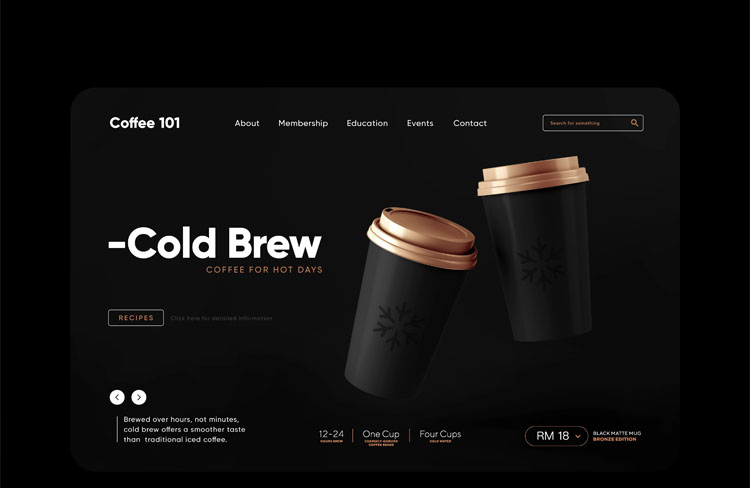 Coffee 101
About
Membership
Education
Events
Contact
Search for something
-Cold Brew
COFFEE FOR HOT DAYS
RECIPES
Click here for detailed information
Brewed over hours, not minutes,
cold brew offers a smoother taste
than traditional iced coffee.
12-24
HOURS BREW
One Cup
COARSELY-GROUND
COFFEE BEANS
Four Cups
COLD WATER
RM 18
BLACK MATTE MUG
BRONZE EDITION